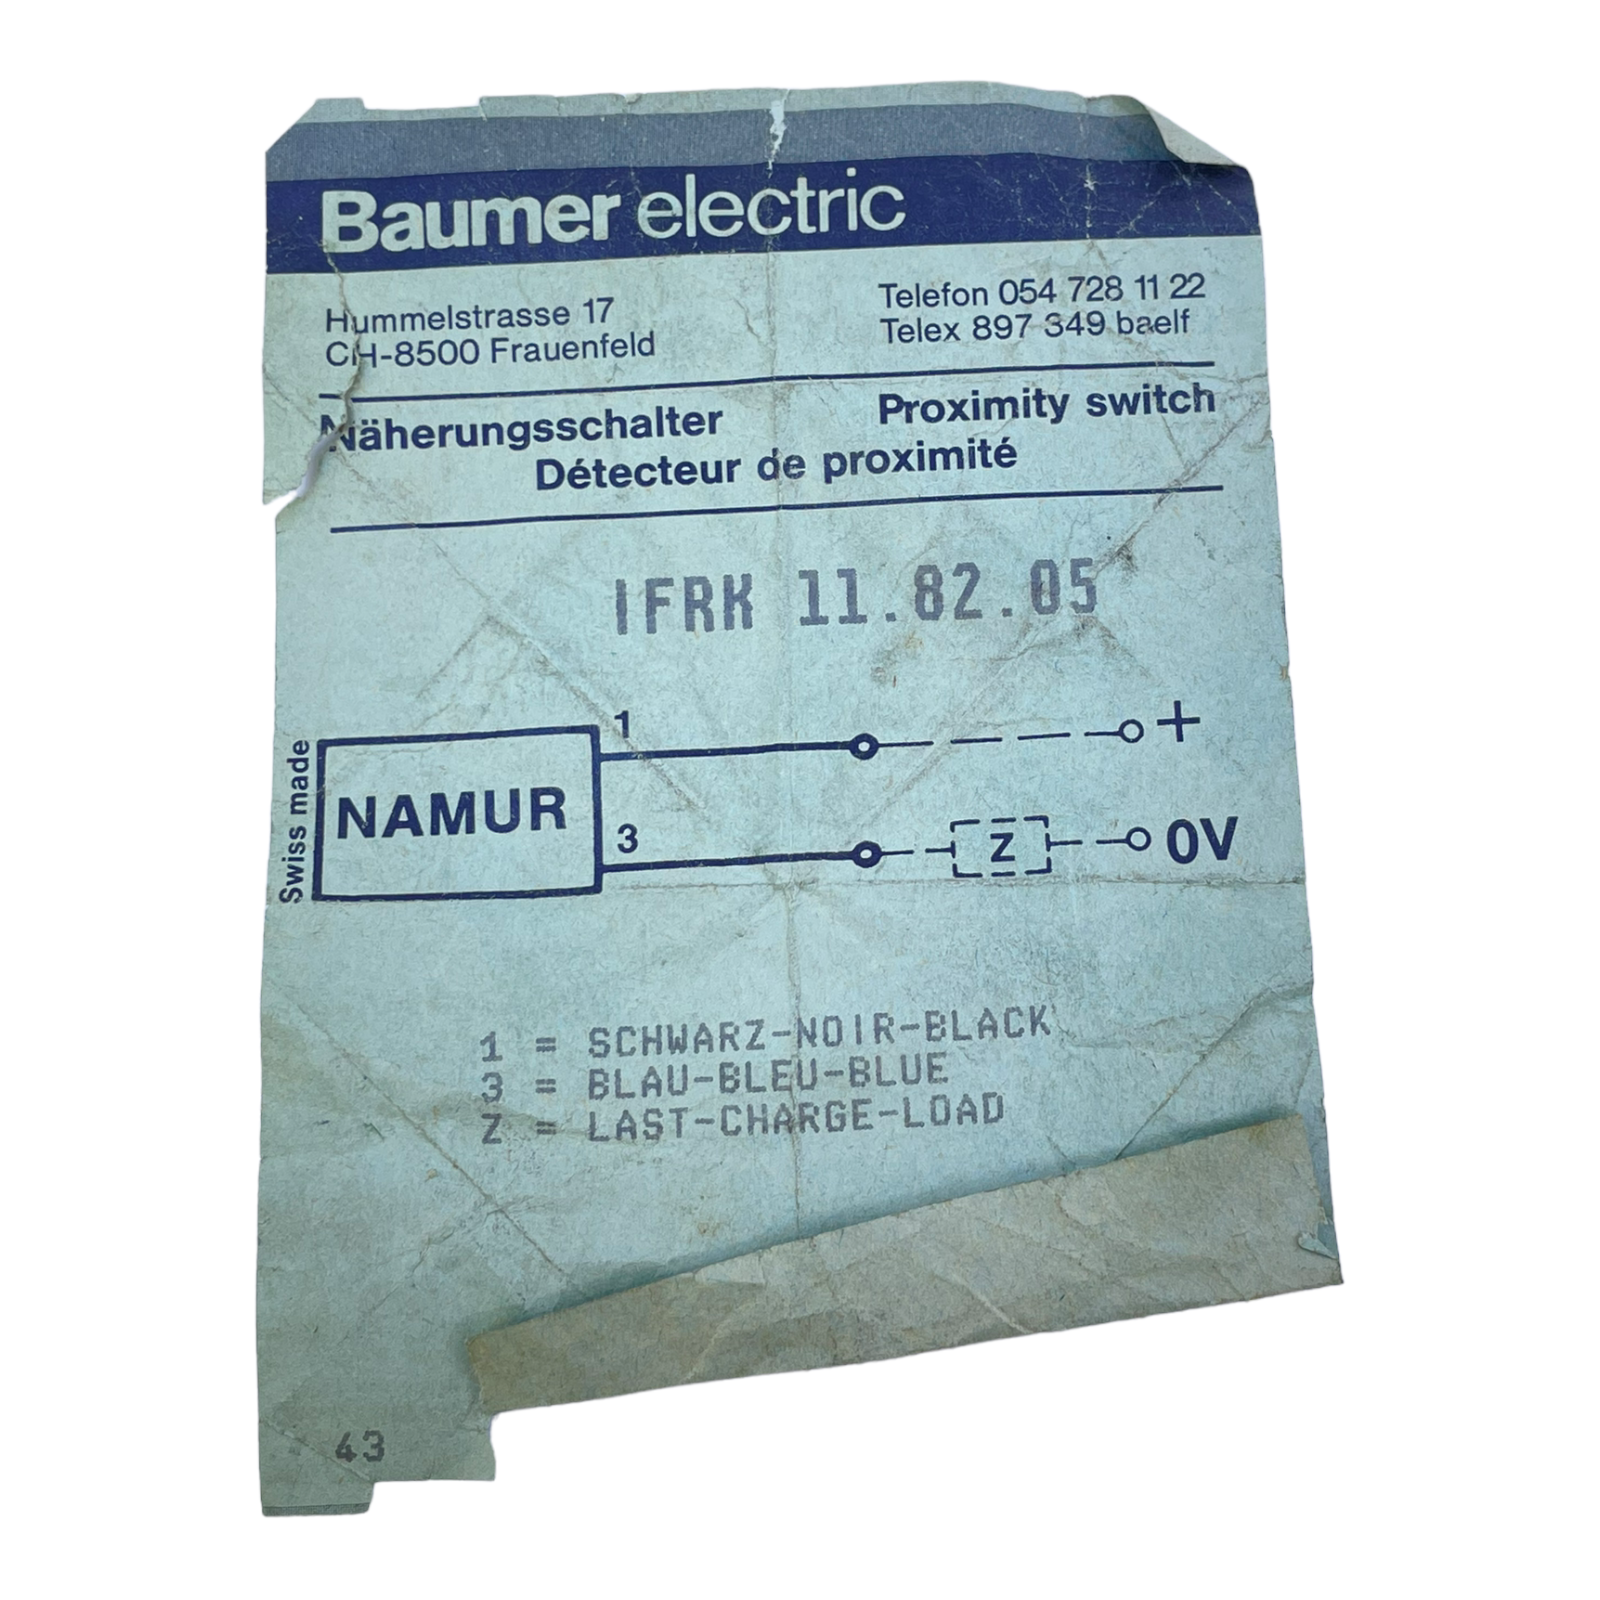 Baumer electric
Hummelstrasse 17
CH-8500 Frauenfeld
Telefon 054 728 11 22
Telex 897 349 baelf
Näherungsschalter
Proximity switch
Détecteur de proximité
IFRK 11.82.05
Swiss made
NAMUR
1
+
3
Z
0V
1 = SCHWARZ-NOIR-BLACK
3 = BLAU-BLEU-BLUE
Z = LAST-CHARGE-LOAD
43